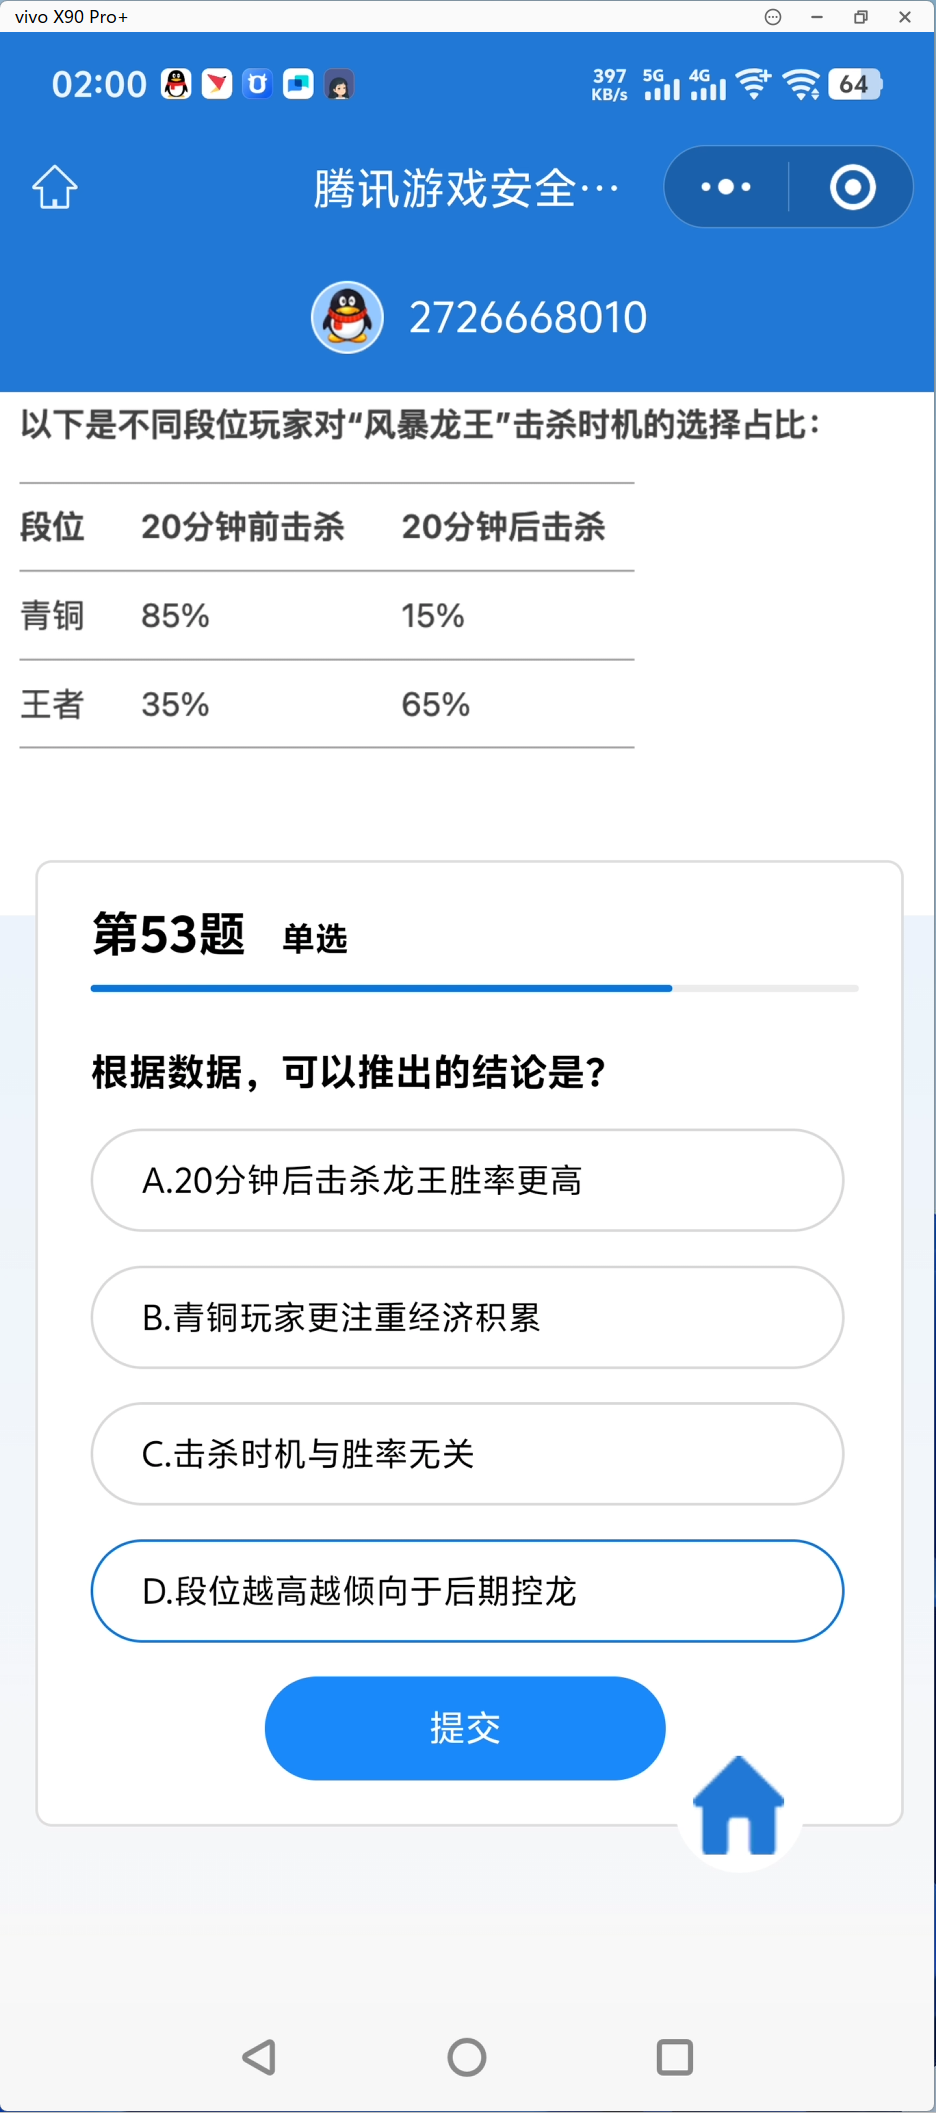 vivo X90 Pro+
02:00
397 KB/s 5G 4G 64
腾讯游戏安全…
2726668010
以下是不同段位玩家对“风暴龙王”击杀时机的选择占比：
段位 20分钟前击杀 20分钟后击杀
青铜 85% 15%
王者 35% 65%
第53题 单选
根据数据，可以推出的结论是？
A.20分钟后击杀龙王胜率更高
B.青铜玩家更注重经济积累
C.击杀时机与胜率无关
D.段位越高越倾向于后期控龙
提交